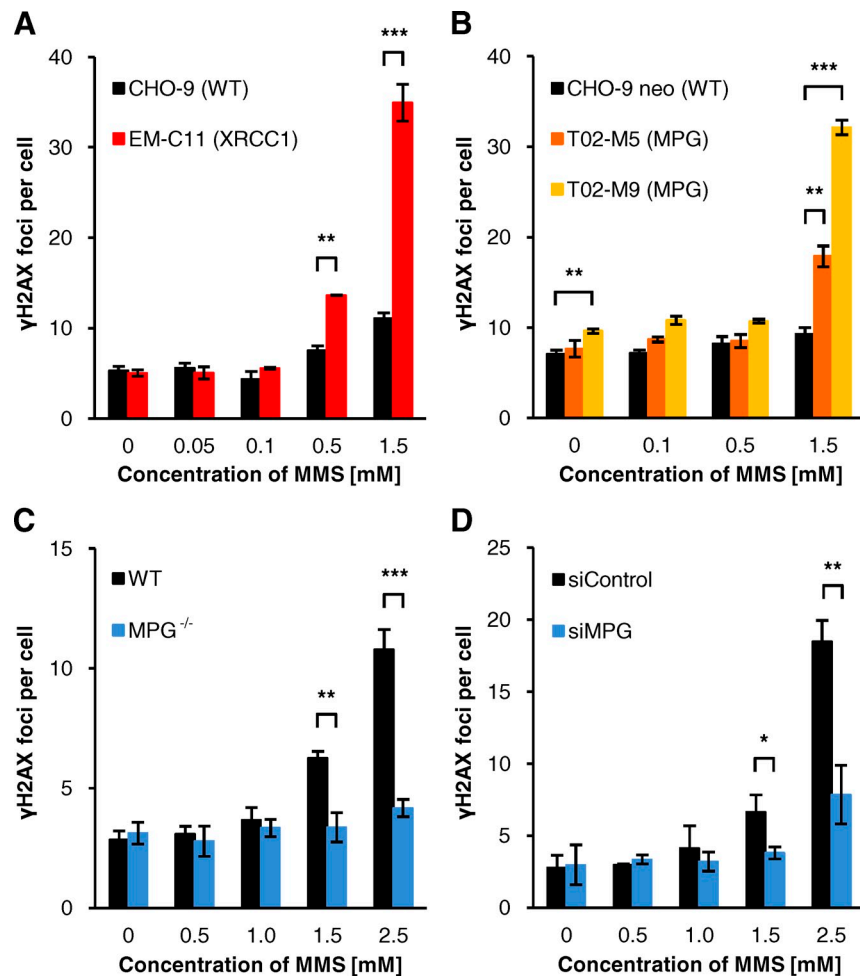 A
γH2AX foci per cell
40
30
20
10
0
CHO-9 (WT)
EM-C11 (XRCC1)
**
***
0 0.05 0.1 0.5 1.5
Concentration of MMS [mM]
B
γH2AX foci per cell
40
30
20
10
0
CHO-9 neo (WT)
T02-M5 (MPG)
T02-M9 (MPG)
**
**
***
0 0.1 0.5 1.5
Concentration of MMS [mM]
C
γH2AX foci per cell
15
10
5
0
WT
MPG -/-
**
***
0 0.5 1.0 1.5 2.5
Concentration of MMS [mM]
D
γH2AX foci per cell
25
20
15
10
5
0
siControl
siMPG
*
**
0 0.5 1.0 1.5 2.5
Concentration of MMS [mM]